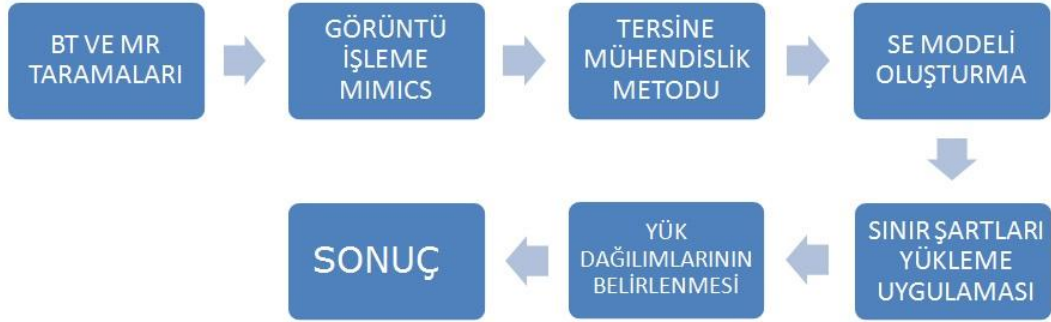 BT VE MR
TARAMALARI
GÖRÜNTÜ
İŞLEME
MIMICS
TERSİNE
MÜHENDİSLİK
METODU
SE MODELİ
OLUŞTURMA
SINIR ŞARTLARI
YÜKLEME
UYGULAMASI
YÜK
DAĞILIMLARININ
BELİRLENMESİ
SONUÇ